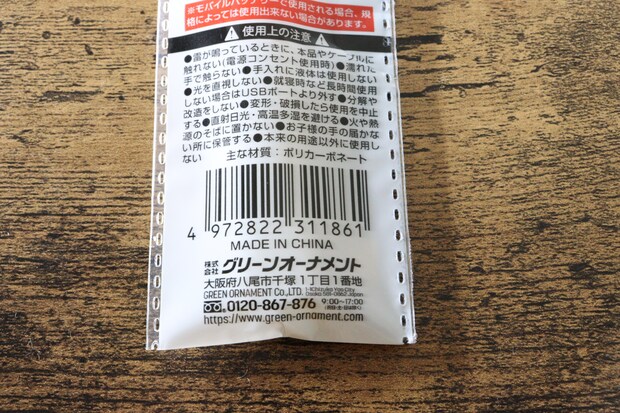 ※モバイルバッテリーで使用される場合、規
格によっては使用出来ない場合があります。
使用上の注意
●雷が鳴っているときに、本品やケーブルに
触れない(電源コンセント使用時)●濡れた
手で触らない●手入れに液体は使用しない
●光を直視しない●就寝時など長時間使用
しない場合はUSBポートより外す●分解や
改造をしない●変形・破損したら使用を中止
する●直射日光・高温多湿を避ける●火や熱
源のそばに置かない●お子様の手の届かな
い所に保管する●本来の用途以外に使用し
ない
主な材質：ポリカーボネート
4 972822 311861
MADE IN CHINA
株式会社 グリーンオーナメント
大阪府八尾市千塚1丁目1番地
GREEN ORNAMENT Co.,LTD.
0120-867-876 9:00〜17:00
https://www.green-ornament.com